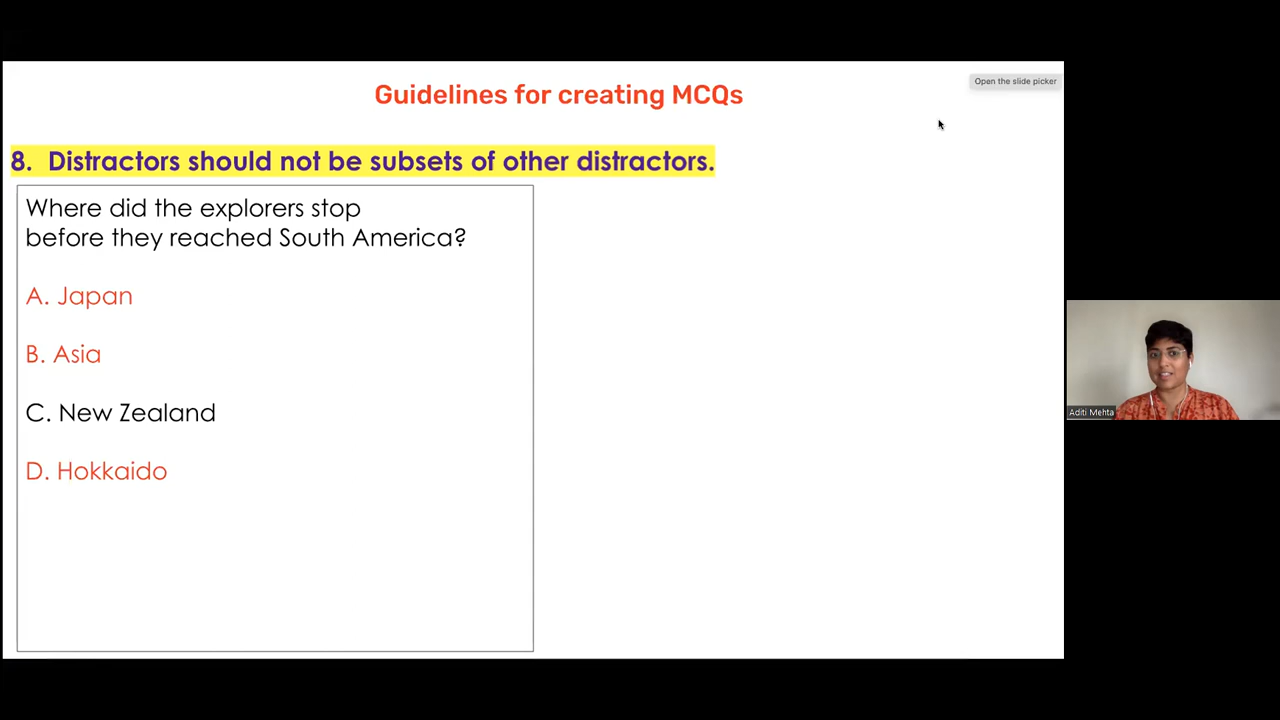 Guidelines for creating MCQs
Open the slide picker
8. Distractors should not be subsets of other distractors.
Where did the explorers stop
before they reached South America?
A. Japan
B. Asia
C. New Zealand
D. Hokkaido
Aditi Mehta